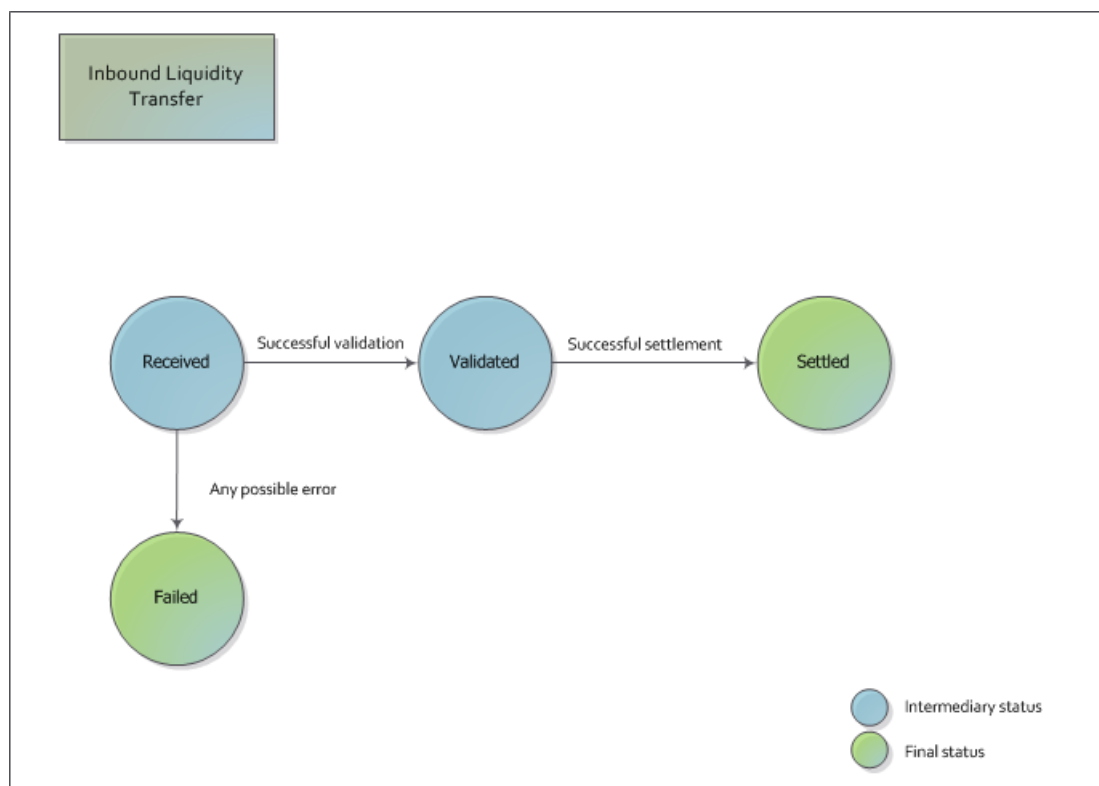 Inbound Liquidity
Transfer
Received
Successful validation
Validated
Successful settlement
Settled
Any possible error
Failed
Intermediary status
Final status